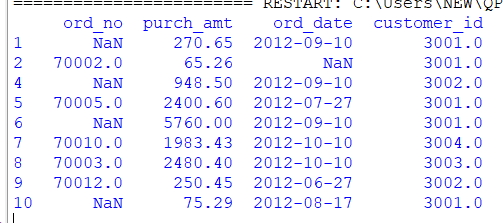 ======================== RESTART: C:\Users\NEW\QP
ord_no purch_amt ord_date customer_id
1 NaN 270.65 2012-09-10 3001.0
2 70002.0 65.26 NaN 3001.0
4 NaN 948.50 2012-09-10 3002.0
5 70005.0 2400.60 2012-07-27 3001.0
6 NaN 5760.00 2012-09-10 3001.0
7 70010.0 1983.43 2012-10-10 3004.0
8 70003.0 2480.40 2012-10-10 3003.0
9 70012.0 250.45 2012-06-27 3002.0
10 NaN 75.29 2012-08-17 3001.0